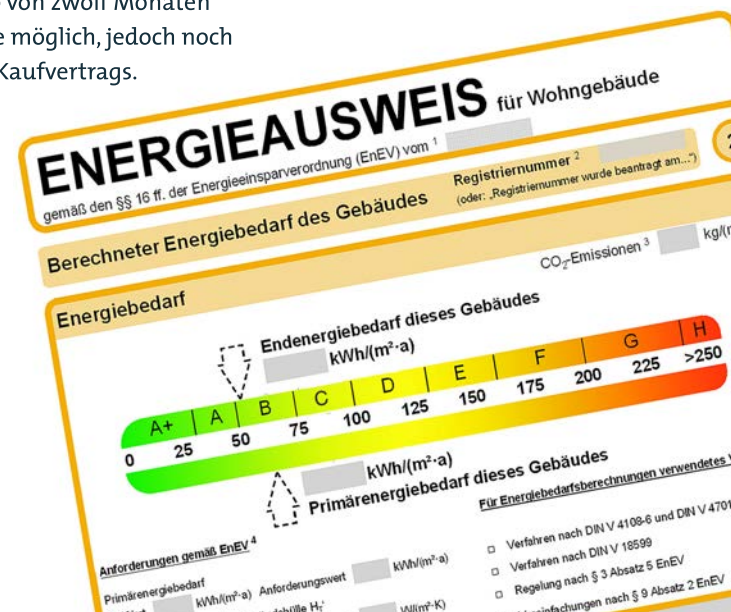 von zwölf Monaten
möglich, jedoch noch
Kaufvertrags.
ENERGIEAUSWEIS für Wohngebäude
gemäß den §§ 16 ff. der Energieeinsparverordnung (EnEV) vom 1
Berechneter Energiebedarf des Gebäudes
Registriernummer 2
(oder: „Registriernummer wurde beantragt am...“)
Energiebedarf
CO2-Emissionen 3
Endenergiebedarf dieses Gebäudes
kWh/(m²·a)
A+ A B C D E F G H
0 25 50 75 100 125 150 175 200 225 >250
kWh/(m²·a)
Primärenergiebedarf dieses Gebäudes
Anforderungen gemäß EnEV 4
Primärenergiebedarf
kWh/(m²·a) Anforderungswert kWh/(m²·a)
Für Energiebedarfsberechnungen verwendetes
Verfahren nach DIN V 4108-6 und DIN V 4701
Verfahren nach DIN V 18599
Regelung nach § 3 Absatz 5 EnEV
nach § 9 Absatz 2 EnEV